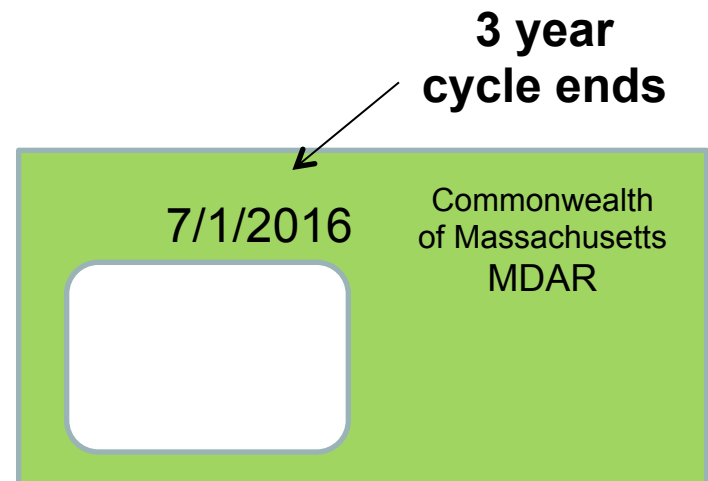 3 year
cycle ends
7/1/2016
Commonwealth
of Massachusetts
MDAR